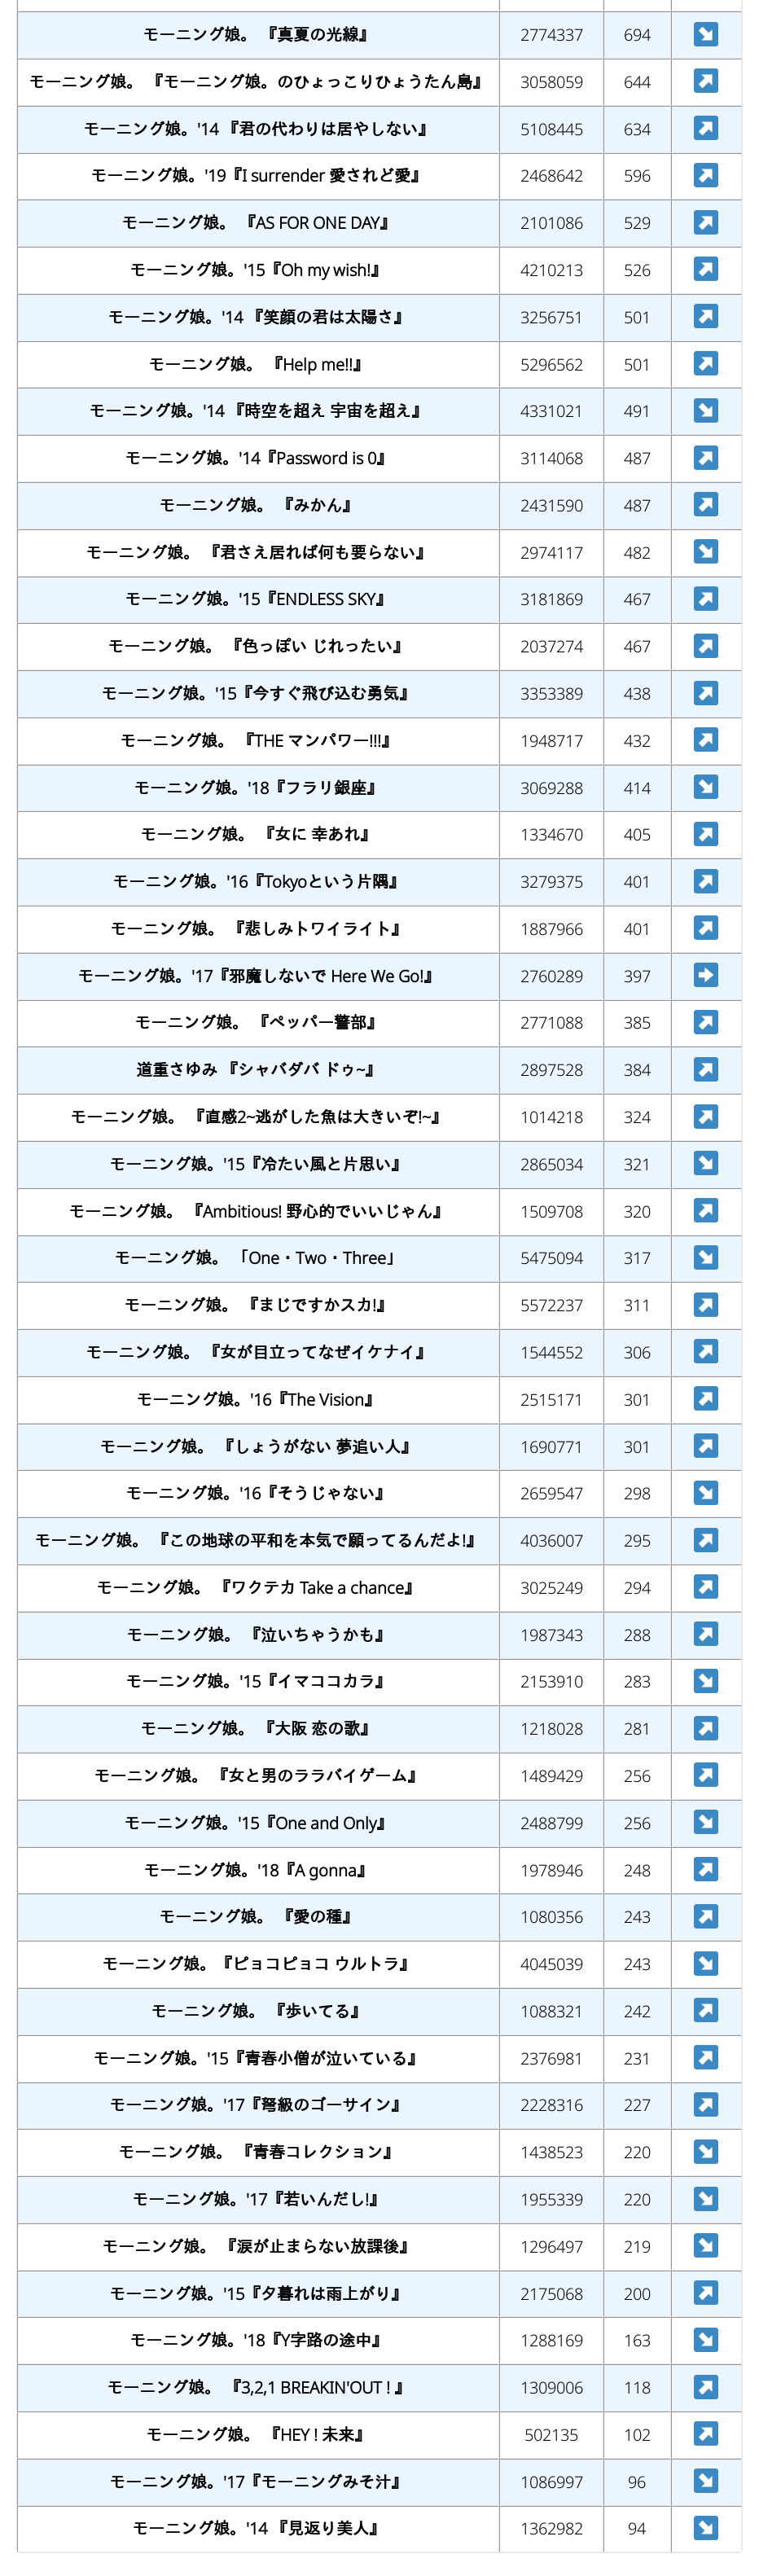 モーニング娘。 『真夏の光線』 2774337 694 ↘
モーニング娘。 『モーニング娘。のひょっこりひょうたん島』 3058059 644 ↗
モーニング娘。'14 『君の代わりは居やしない』 5108445 634 ↗
モーニング娘。'19『I surrender 愛されど愛』 2468642 596 ↗
モーニング娘。 『AS FOR ONE DAY』 2101086 529 ↗
モーニング娘。'15『Oh my wish!』 4210213 526 ↗
モーニング娘。'14 『笑顔の君は太陽さ』 3256751 501 ↗
モーニング娘。 『Help me!!』 5296562 501 ↗
モーニング娘。'14 『時空を超え 宇宙を超え』 4331021 491 ↘
モーニング娘。'14『Password is 0』 3114068 487 ↗
モーニング娘。 『みかん』 2431590 487 ↗
モーニング娘。 『君さえ居れば何も要らない』 2974117 482 ↘
モーニング娘。'15『ENDLESS SKY』 3181869 467 ↗
モーニング娘。 『色っぽい じれったい』 2037274 467 ↗
モーニング娘。'15『今すぐ飛び込む勇気』 3353389 438 ↗
モーニング娘。 『THE マンパワー!!!』 1948717 432 ↗
モーニング娘。'18『フラリ銀座』 3069288 414 ↘
モーニング娘。 『女に 幸あれ』 1334670 405 ↗
モーニング娘。'16『Tokyoという片隅』 3279375 401 ↗
モーニング娘。 『悲しみトワイライト』 1887966 401 ↗
モーニング娘。'17『邪魔しないで Here We Go!』 2760289 397 ➡
モーニング娘。 『ペッパー警部』 2771088 385 ↗
道重さゆみ 『シャバダバ ドゥ~』 2897528 384 ↗
モーニング娘。 『直感2~逃がした魚は大きいぞ!~』 1014218 324 ↗
モーニング娘。'15『冷たい風と片思い』 2865034 321 ↘
モーニング娘。 『Ambitious! 野心的でいいじゃん』 1509708 320 ↗
モーニング娘。 「One・Two・Three」 5475094 317 ↘
モーニング娘。 『まじですかスカ!』 5572237 311 ↗
モーニング娘。 『女が目立ってなぜイケナイ』 1544552 306 ↗
モーニング娘。'16『The Vision』 2515171 301 ↗
モーニング娘。 『しょうがない 夢追い人』 1690771 301 ↗
モーニング娘。'16『そうじゃない』 2659547 298 ↘
モーニング娘。 『この地球の平和を本気で願ってるんだよ!』 4036007 295 ↗
モーニング娘。 『ワクテカ Take a chance』 3025249 294 ↗
モーニング娘。 『泣いちゃうかも』 1987343 288 ↗
モーニング娘。'15『イマココカラ』 2153910 283 ↘
モーニング娘。 『大阪 恋の歌』 1218028 281 ↗
モーニング娘。 『女と男のララバイゲーム』 1489429 256 ↗
モーニング娘。'15『One and Only』 2488799 256 ↘
モーニング娘。'18『A gonna』 1978946 248 ↗
モーニング娘。 『愛の種』 1080356 243 ↗
モーニング娘。『ピョコピョコ ウルトラ』 4045039 243 ↘
モーニング娘。 『歩いてる』 1088321 242 ↗
モーニング娘。'15『青春小僧が泣いている』 2376981 231 ↗
モーニング娘。'17『弩級のゴーサイン』 2228316 227 ↗
モーニング娘。 『青春コレクション』 1438523 220 ↘
モーニング娘。'17『若いんだし!』 1955339 220 ↘
モーニング娘。 『涙が止まらない放課後』 1296497 219 ↘
モーニング娘。'15『夕暮れは雨上がり』 2175068 200 ↗
モーニング娘。'18『Y字路の途中』 1288169 163 ↘
モーニング娘。 『3,2,1 BREAKIN'OUT ! 』 1309006 118 ↗
モーニング娘。 『HEY ! 未来』 502135 102 ↗
モーニング娘。'17『モーニングみそ汁』 1086997 96 ↘
モーニング娘。'14 『見返り美人』 1362982 94 ↘